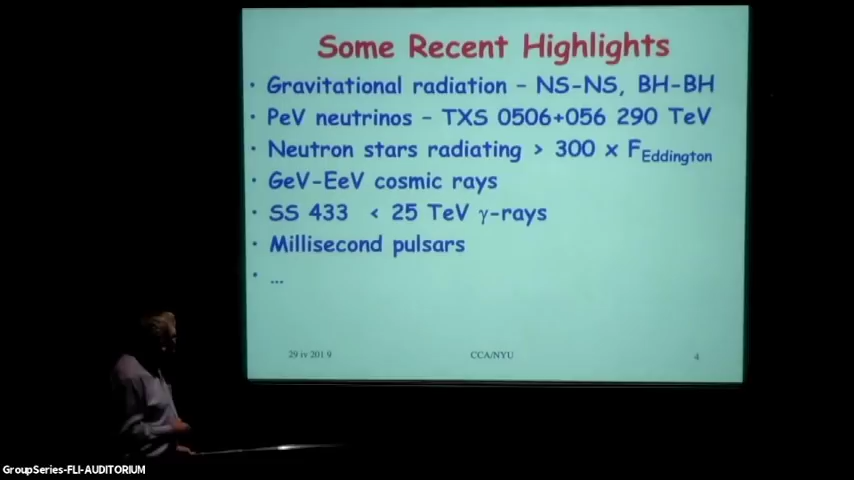 Some Recent Highlights
• Gravitational radiation – NS-NS, BH-BH
• PeV neutrinos – TXS 0506+056 290 TeV
• Neutron stars radiating > 300 x FEddington
• GeV-EeV cosmic rays
• SS 433 < 25 TeV γ-rays
• Millisecond pulsars
• ...
29 iv 2019 CCA/NYU 4
GroupSeries-FLI-AUDITORIUM